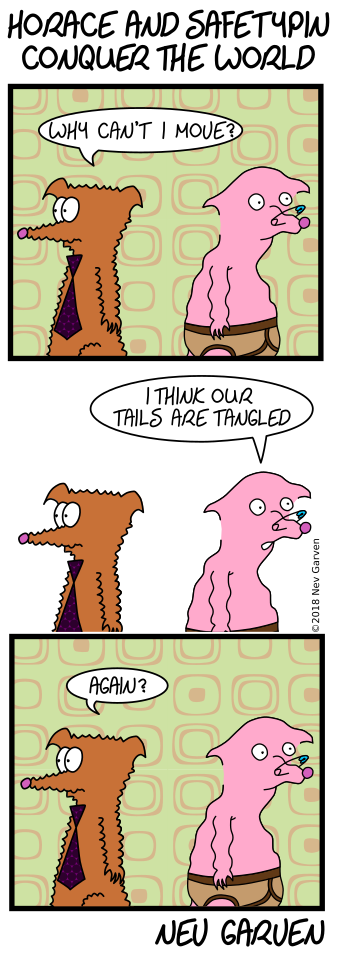 HORACE AND SAFETYPIN
CONQUER THE WORLD
WHY CAN'T I MOVE?
I THINK OUR
TAILS ARE TANGLED
©2018 Nev Garven
AGAIN?
NEV GARVEN